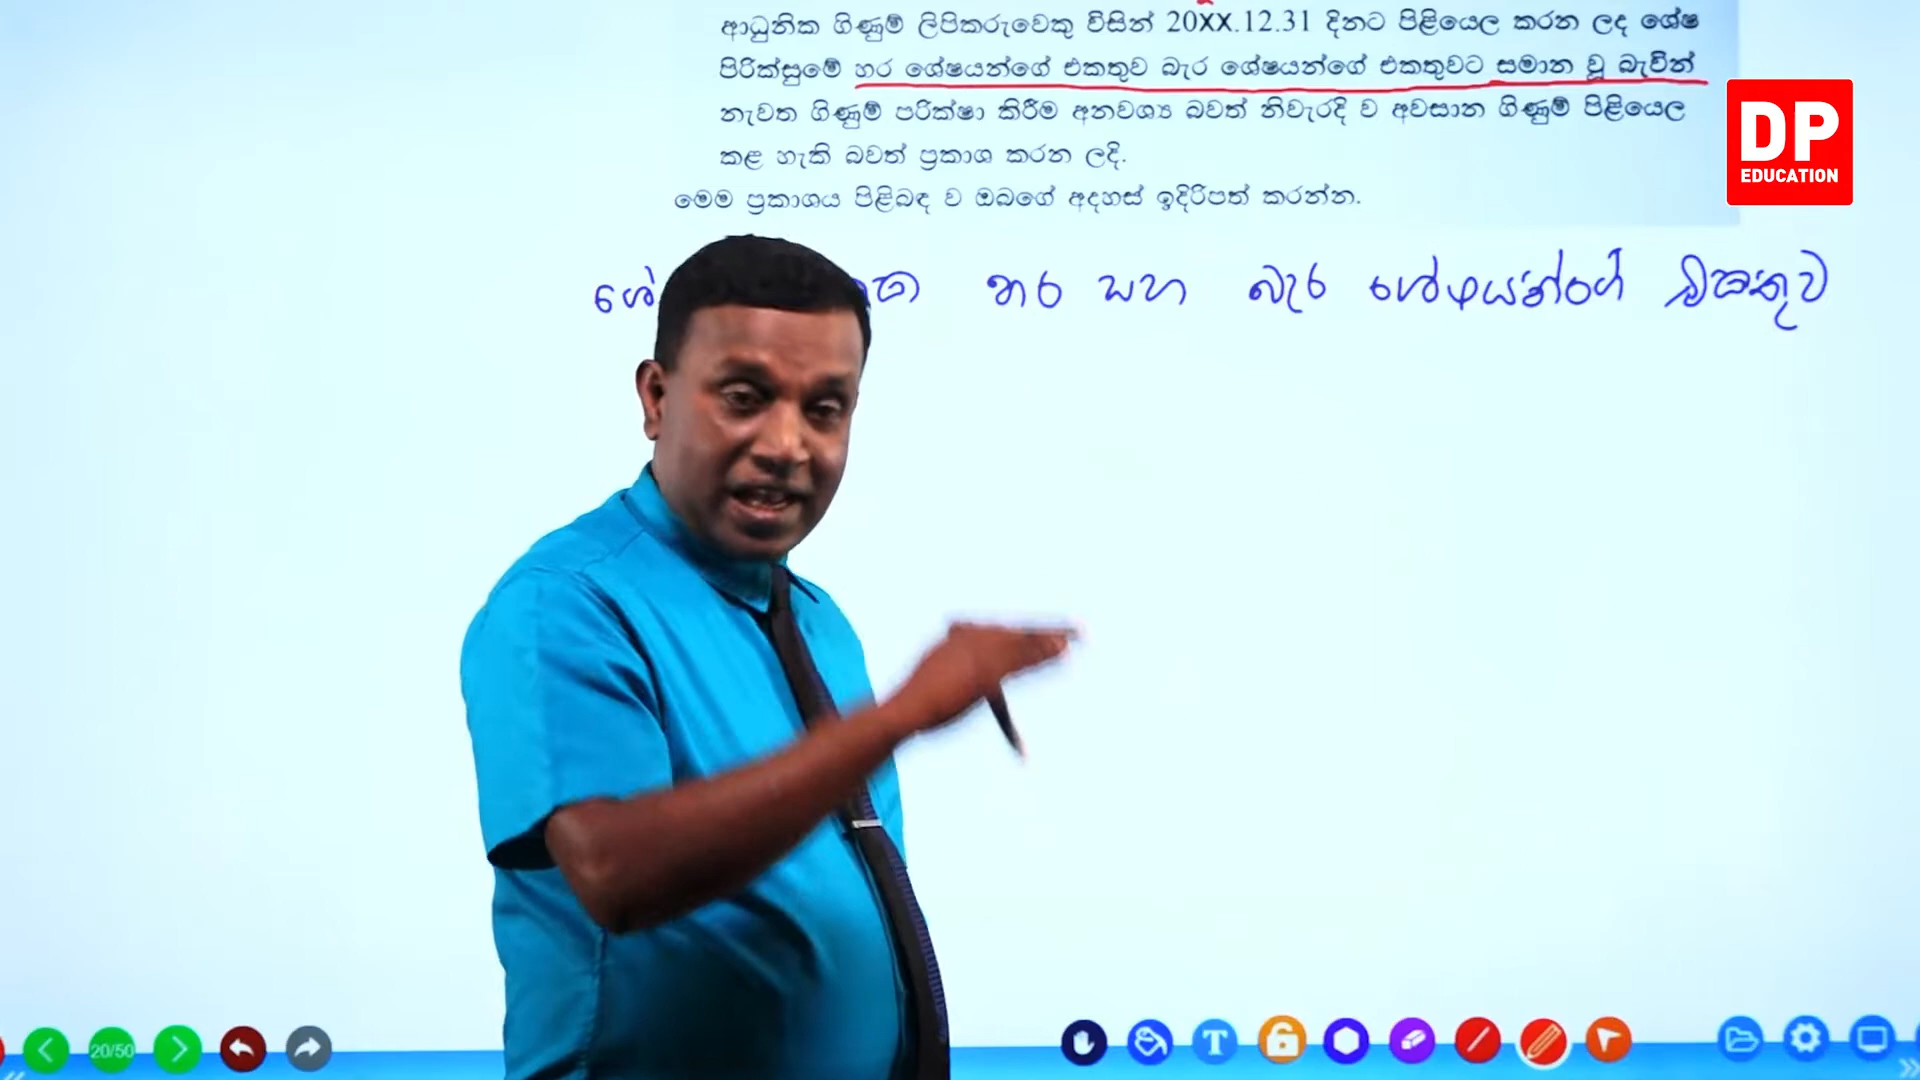 ආධුනික ගිණුම් ලිපිකරුවෙකු විසින් 20XX.12.31 දිනට පිළියෙල කරන ලද ශේෂ
පිරික්සුමේ හර ශේෂයන්ගේ එකතුව බැර ශේෂයන්ගේ එකතුවට සමාන වූ බැවින්
නැවත ගිණුම් පරික්ෂා කිරීම අනවශ්‍ය බවත් නිවැරදි ව අවසාන ගිණුම් පිළියෙල
කළ හැකි බවත් ප්‍රකාශ කරන ලදි.
මෙම ප්‍රකාශය පිළිබඳ ව ඔබගේ අදහස් ඉදිරිපත් කරන්න.
DP
EDUCATION
හර සහ බැර ශේෂයන්ගේ එකතුව
20/50
T